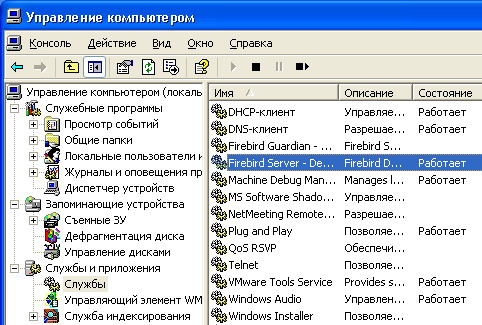 Управление компьютером
Консоль Действие Вид Окно Справка
Управление компьютером (локаль
Служебные программы
Просмотр событий
Общие папки
Локальные пользователи и
Журналы и оповещения пр
Диспетчер устройств
Запоминающие устройства
Съемные ЗУ
Дефрагментация диска
Управление дисками
Службы и приложения
Службы
Управляющий элемент WM
Служба индексирования
Имя Описание Состояние
DHCP-клиент Управляе... Работает
DNS-клиент Разрешае... Работает
Firebird Guardian - ... Firebird S...
Firebird Server - De... Firebird D... Работает
Machine Debug Man... Manages l... Работает
MS Software Shado... Управляе...
NetMeeting Remote... Разрешае...
Plug and Play Позволяе... Работает
QoS RSVP Обеспечи...
Telnet Позволяе...
VMware Tools Service Provides s... Работает
Windows Audio Управлен... Работает
Windows Installer Позволяе...